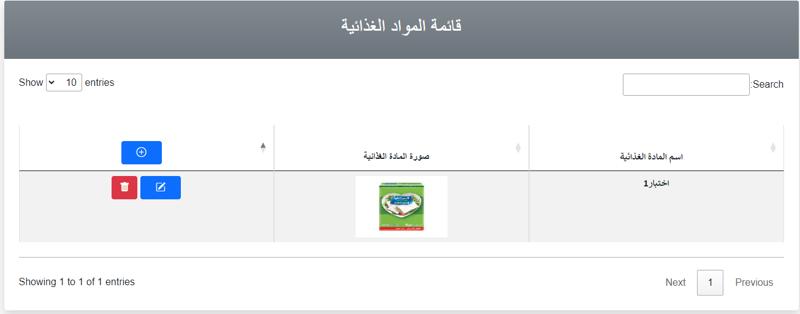 قائمة المواد الغذائية
Show 10 entries
Search:
اسم المادة الغذائية
صورة المادة الغذائية
اختبار1
Showing 1 to 1 of 1 entries
Previous 1 Next